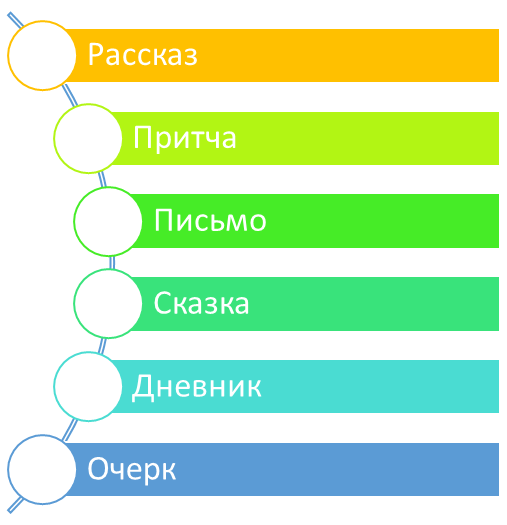 Рассказ
Притча
Письмо
Сказка
Дневник
Очерк